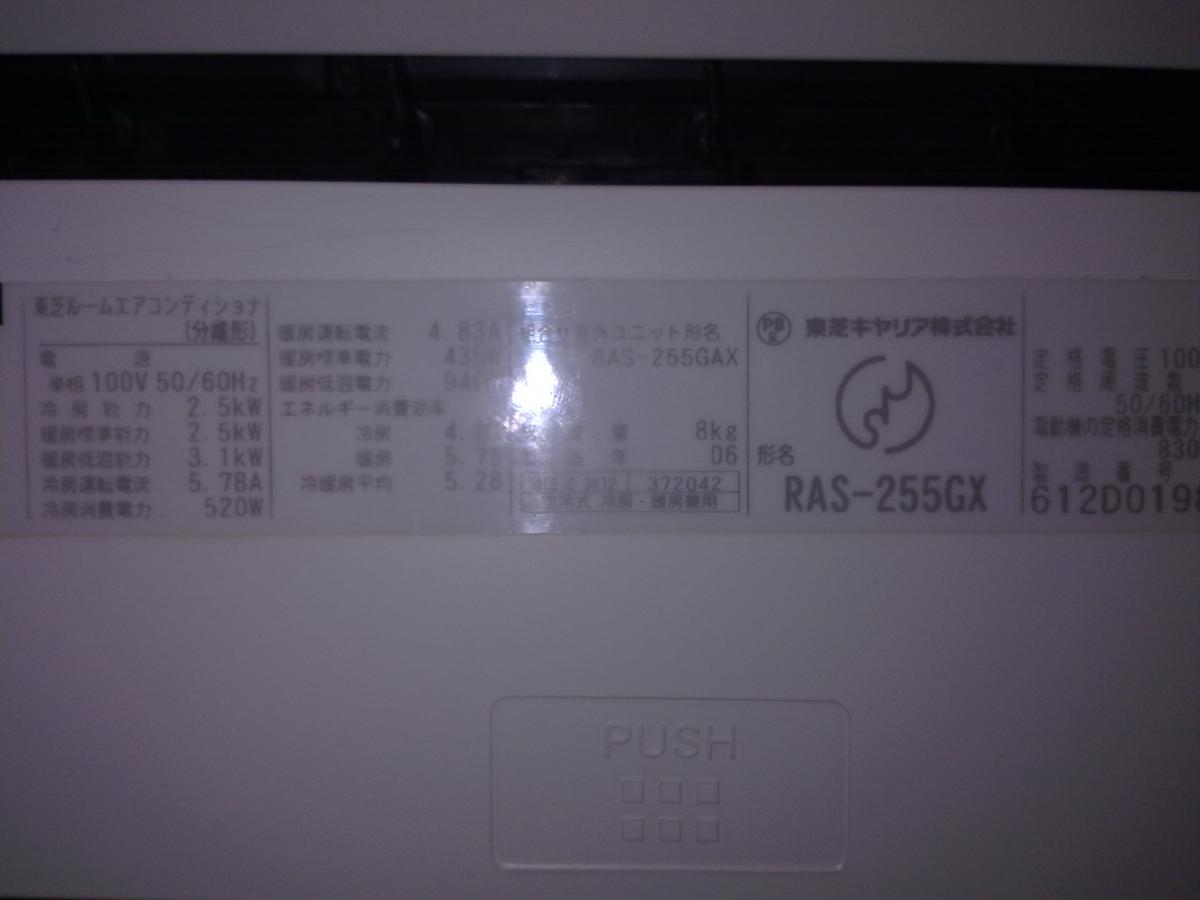 東芝ルームエアコンディショナ
(分離形)
電 源
単相 100V 50/60Hz
冷房能力 2.5kW
暖房標準能力 2.5kW
暖房低温能力 3.1kW
冷房運転電流 5.78A
冷房消費電力 520W
暖房運転電流 4.83A
暖房標準電力 435W
暖房低温電力
エネルギー消費効率
冷房
暖房
冷暖房平均 5.28
外ユニット形名
RAS-255GAX
量 8kg
年 06
372042
冷房・暖房兼用
PS
E
東芝キヤリア株式会社
形名
RAS-255GX
定格電圧 100
定格周波数
50/60H
電動機の定格消費電力
830
製造番号
612D0198
PUSH